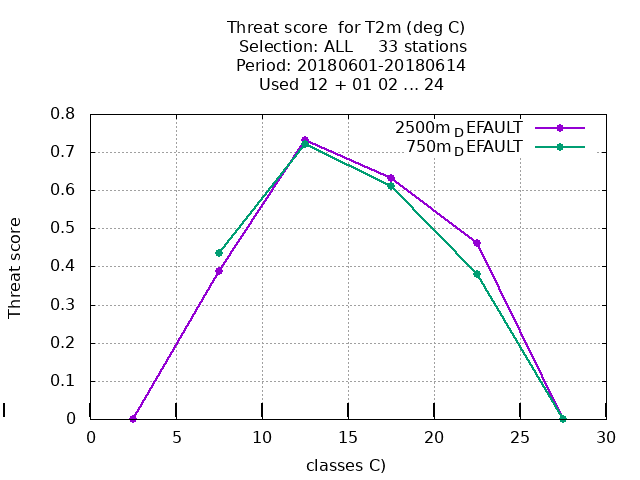 Threat score for T2m (deg C)
Selection: ALL 33 stations
Period: 20180601-20180614
Used 12 + 01 02 ... 24
2500m_DEFAULT
750m_DEFAULT
0.8
0.7
0.6
0.5
0.4
0.3
0.2
0.1
0
Threat score
0 5 10 15 20 25 30
classes C)